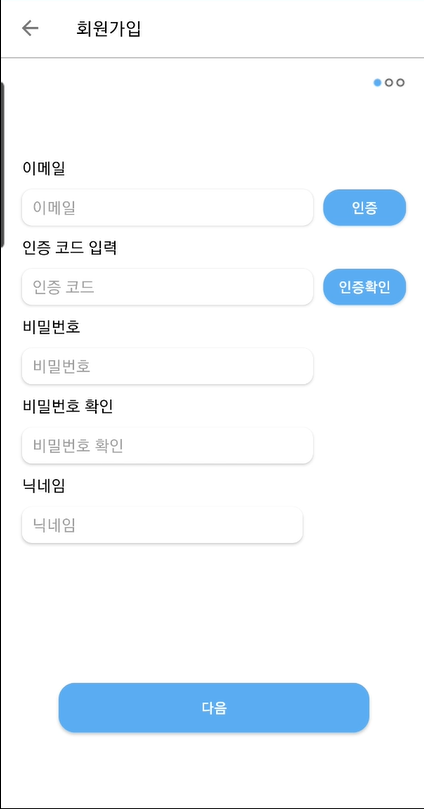 회원가입
이메일
이메일
인증
인증 코드 입력
인증 코드
인증확인
비밀번호
비밀번호
비밀번호 확인
비밀번호 확인
닉네임
닉네임
다음